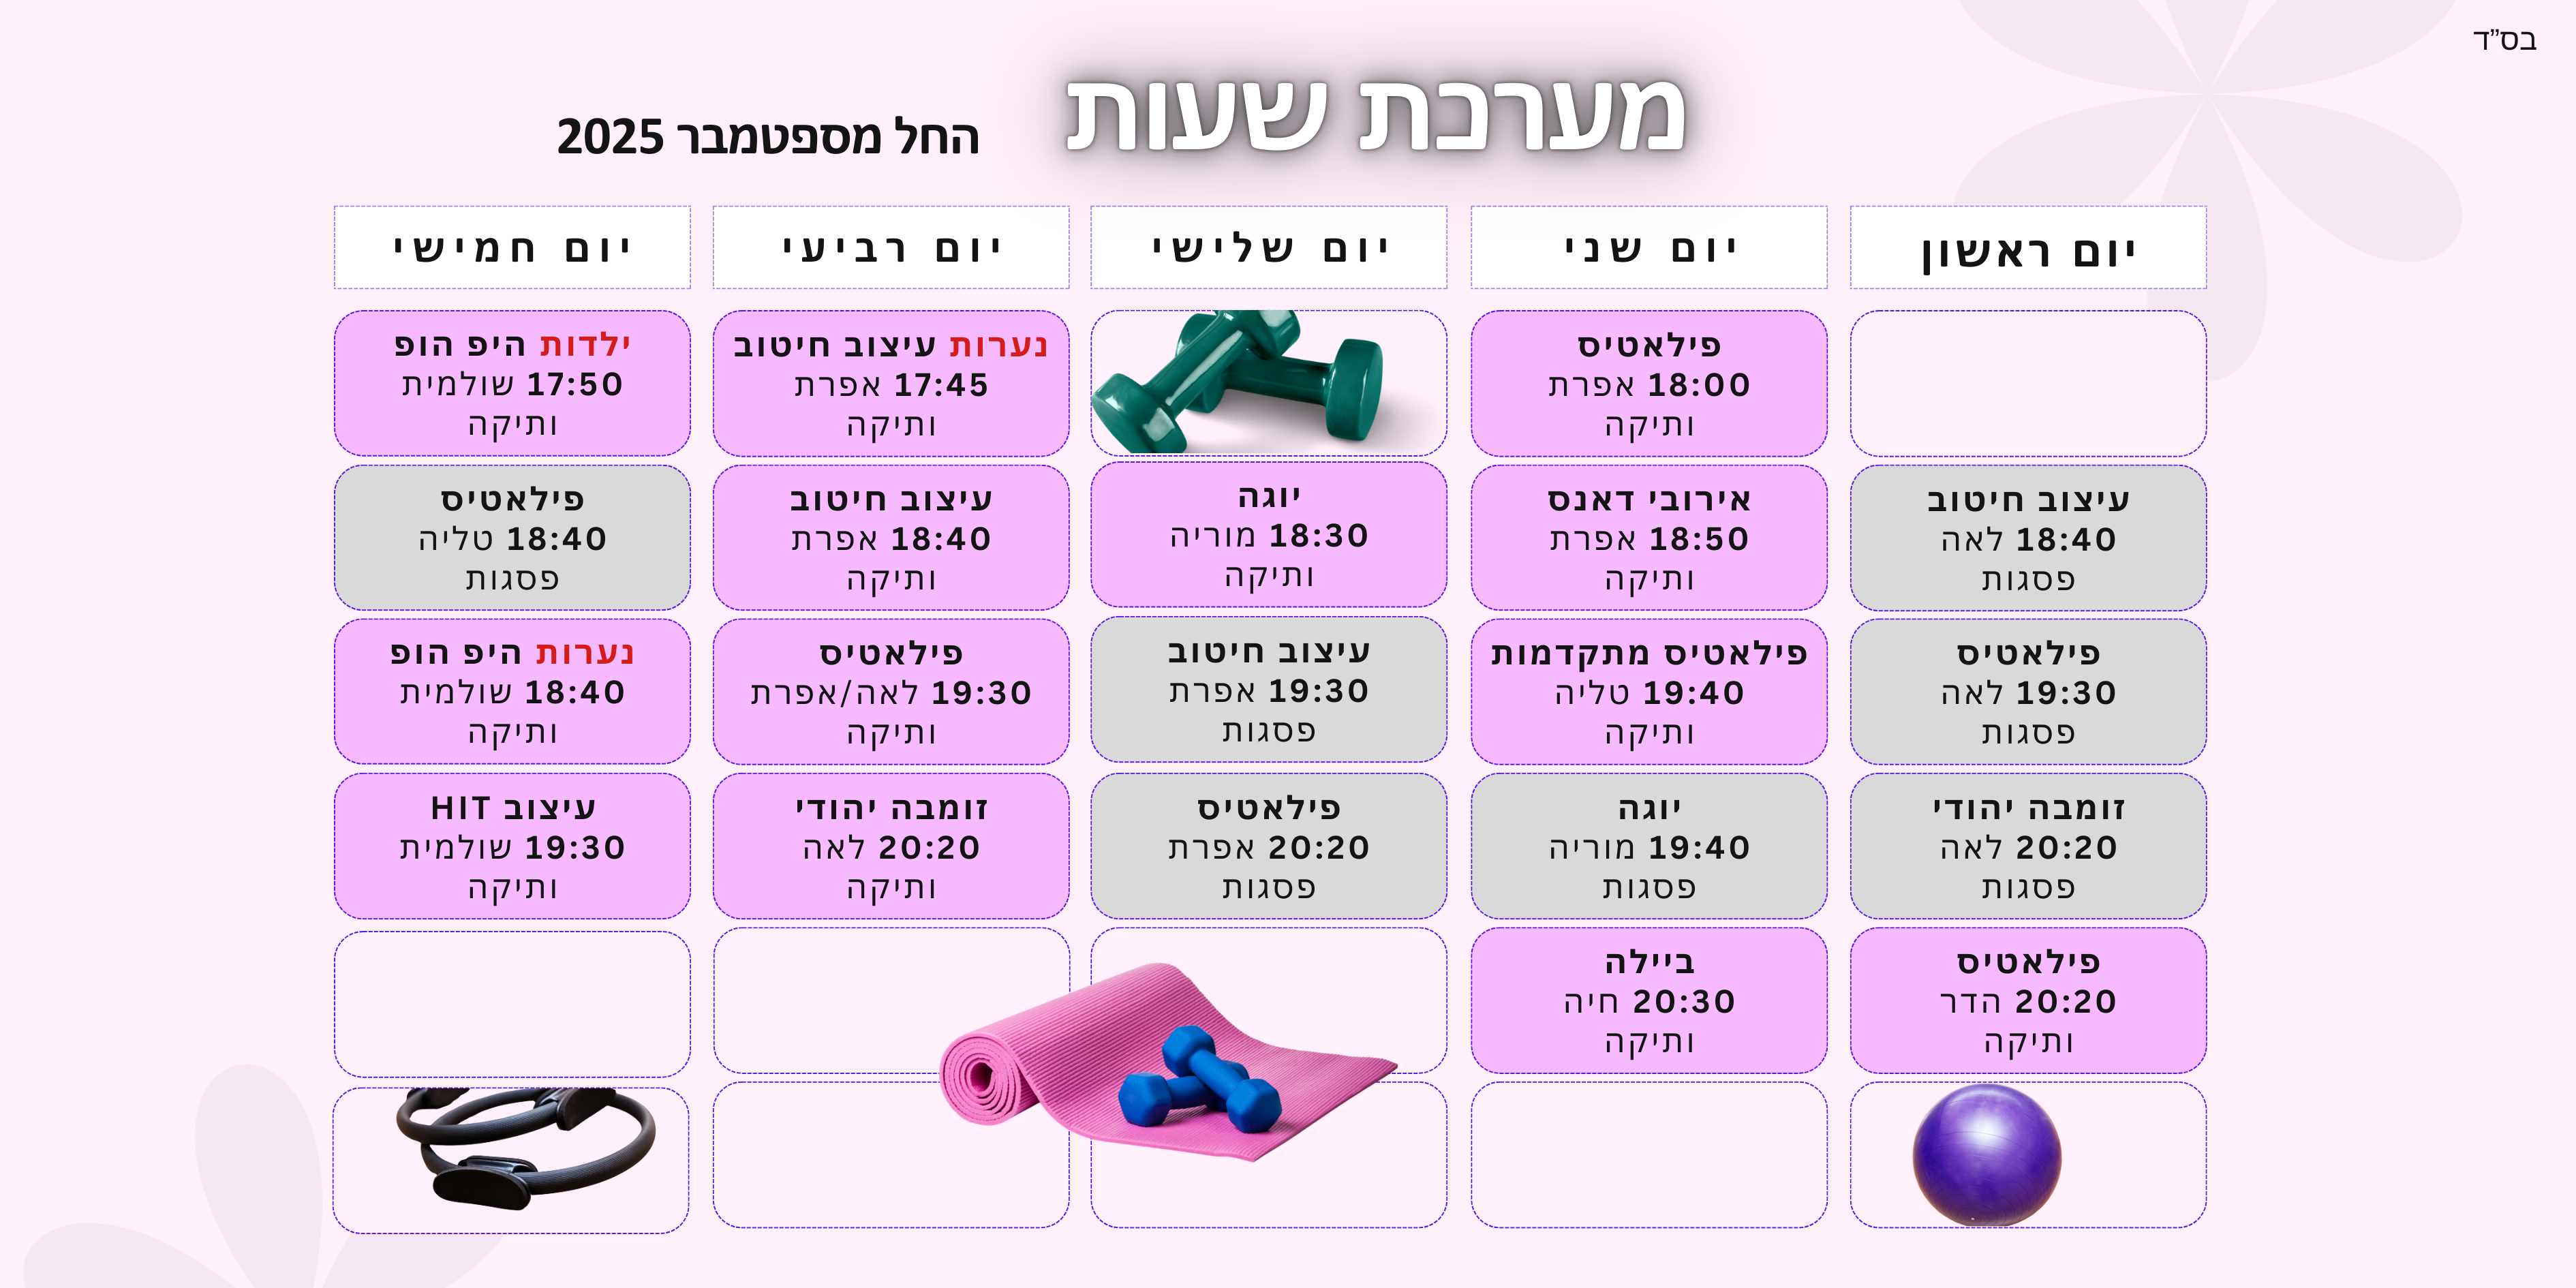 בס"ד
מערכת שעות
החל מספטמבר 2025
יום ראשון
עיצוב חיטוב
18:40 לאה
פסגות
פילאטיס
19:30 לאה
פסגות
זומבה יהודי
20:20 לאה
פסגות
פילאטיס
20:20 הדר
ותיקה
יום שני
פילאטיס
18:00 אפרת
ותיקה
אירובי דאנס
18:50 אפרת
ותיקה
פילאטיס מתקדמות
19:40 טליה
ותיקה
יוגה
19:40 מוריה
פסגות
ביילה
20:30 חיה
ותיקה
יום שלישי
יוגה
18:30 מוריה
ותיקה
עיצוב חיטוב
19:30 אפרת
פסגות
פילאטיס
20:20 אפרת
פסגות
יום רביעי
נערות עיצוב חיטוב
17:45 אפרת
ותיקה
עיצוב חיטוב
18:40 אפרת
ותיקה
פילאטיס
19:30 לאה/אפרת
ותיקה
זומבה יהודי
20:20 לאה
ותיקה
יום חמישי
ילדות היפ הופ
17:50 שולמית
ותיקה
פילאטיס
18:40 טליה
פסגות
נערות היפ הופ
18:40 שולמית
ותיקה
עיצוב HIT
19:30 שולמית
ותיקה